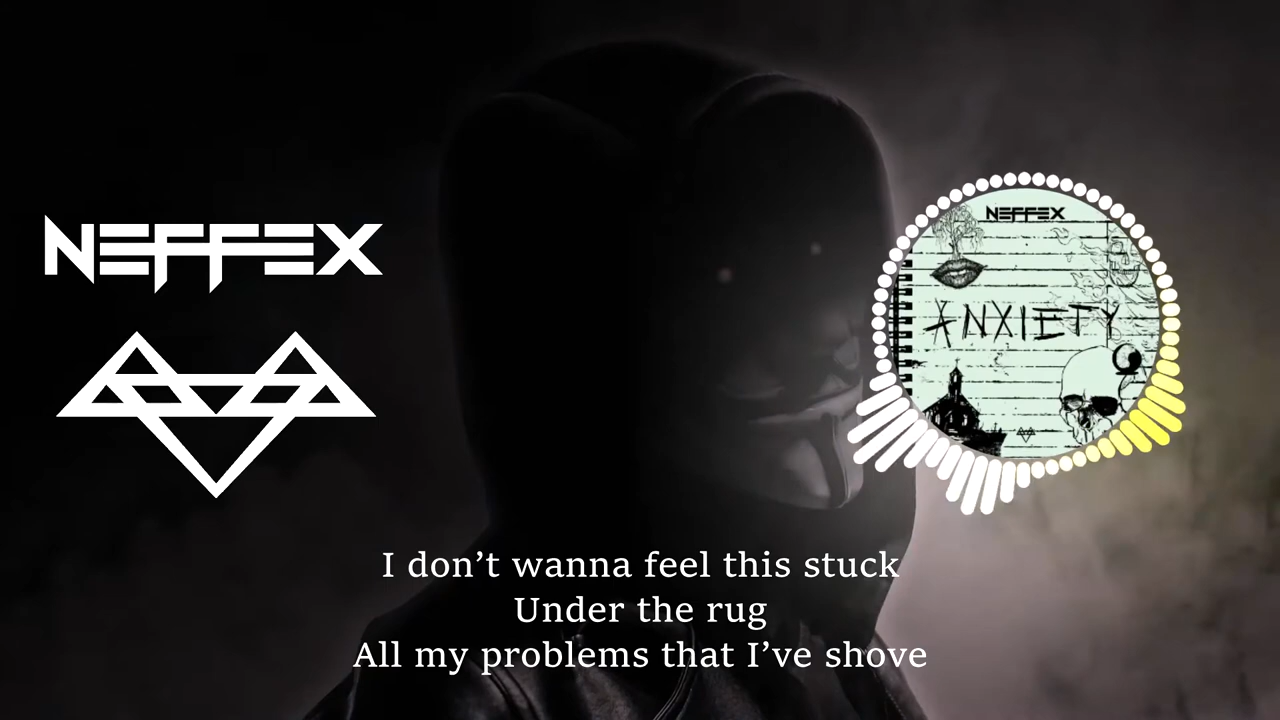 NEFFEX
NEFFEX
ANXIETY
I don’t wanna feel this stuck
Under the rug
All my problems that I’ve shove